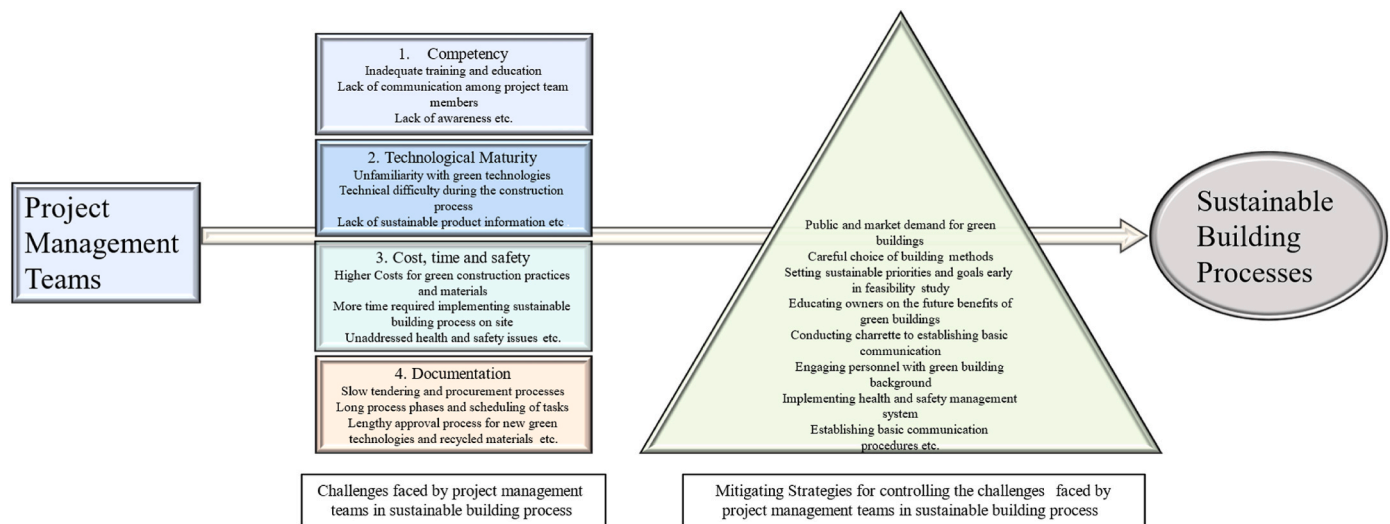 Project
Management
Teams
1. Competency
Inadequate training and education
Lack of communication among project team
members
Lack of awareness etc.
2. Technological Maturity
Unfamiliarity with green technologies
Technical difficulty during the construction
process
Lack of sustainable product information etc
3. Cost, time and safety
Higher Costs for green construction practices
and materials
More time required implementing sustainable
building process on site
Unaddressed health and safety issues etc.
4. Documentation
Slow tendering and procurement processes
Long process phases and scheduling of tasks
Lengthy approval process for new green
technologies and recycled materials etc.
Challenges faced by project management
teams in sustainable building process
Public and market demand for green
buildings
Careful choice of building methods
Setting sustainable priorities and goals early
in feasibility study
Educating owners on the future benefits of
green buildings
Conducting charrette to establishing basic
communication
Engaging personnel with green building
background
Implementing health and safety management
system
Establishing basic communication
procedures etc.
Mitigating Strategies for controlling the challenges faced by
project management teams in sustainable building process
Sustainable
Building
Processes